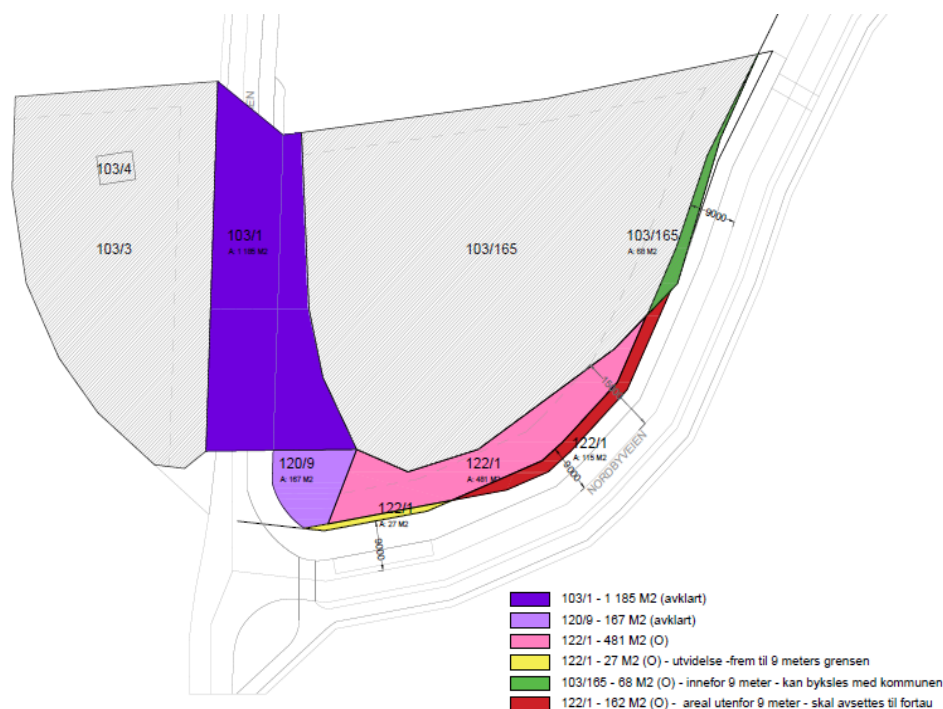 EIEN
103/4
103/1
A: 1 185 M2
103/3
103/165
103/165
A: 68 M2
9000
15000
120/9
A: 167 M2
122/1
A: 481 M2
122/1
A: 115 M2
9000
NORDBYVEIEN
122/1
A: 27 M2
9000
103/1 - 1 185 M2 (avklart)
120/9 - 167 M2 (avklart)
122/1 - 481 M2 (O)
122/1 - 27 M2 (O) - utvidelse -frem til 9 meters grensen
103/165 - 68 M2 (O) - innefor 9 meter - kan byksles med kommunen
122/1 - 162 M2 (O) - areal utenfor 9 meter - skal avsettes til fortau